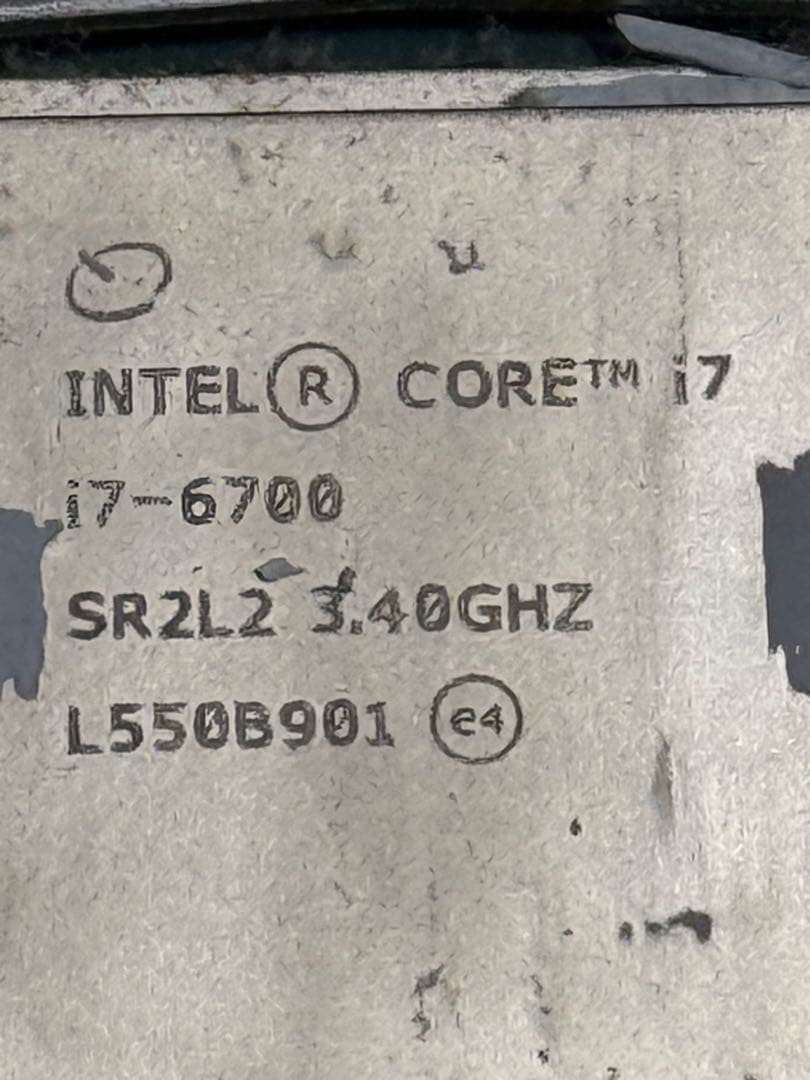 INTEL® CORE™ i7
i7-6700
SR2L2 3.40GHZ
L550B901 e4